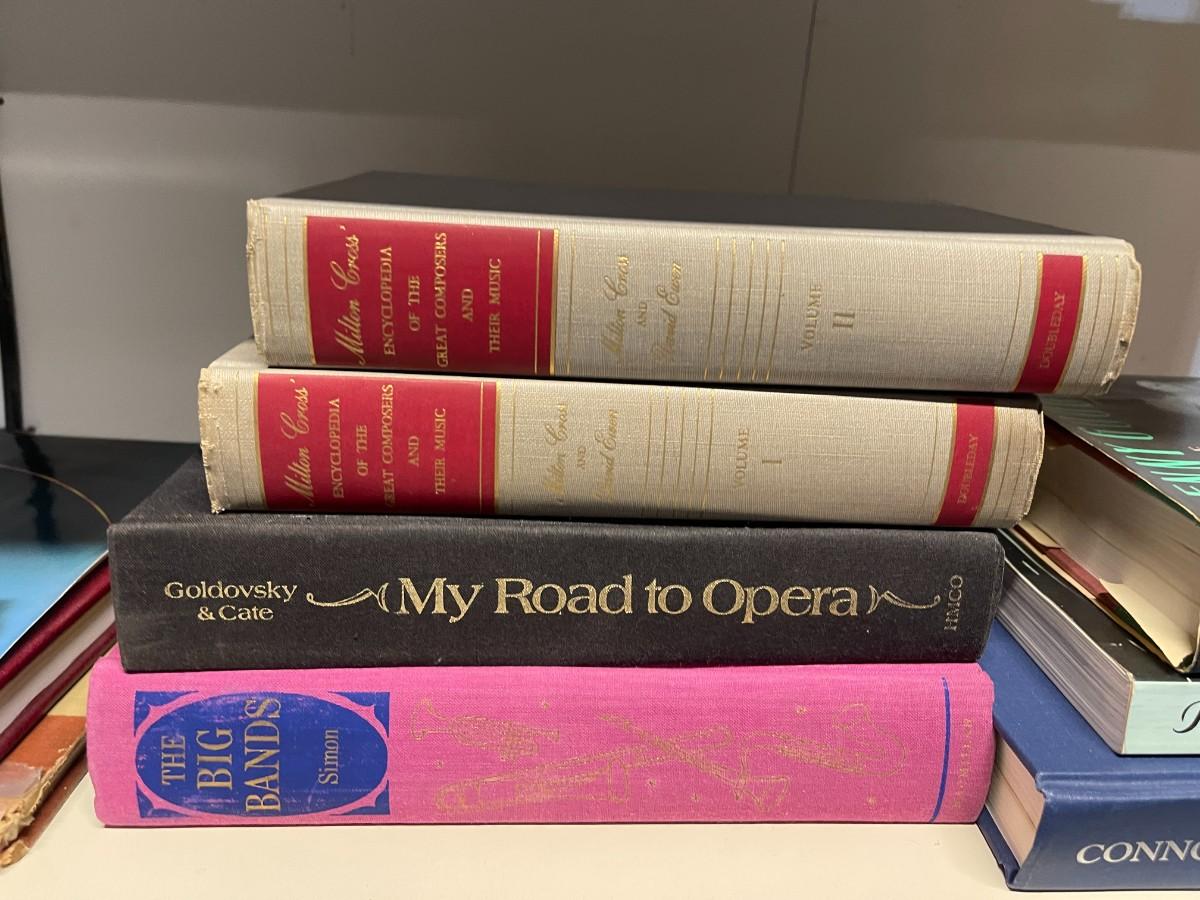 Milton Cross'
ENCYCLOPEDIA
OF THE
GREAT COMPOSERS
AND
THEIR MUSIC
Milton Cross
AND
David Ewen
VOLUME
II
DOUBLEDAY
Milton Cross'
ENCYCLOPEDIA
OF THE
GREAT COMPOSERS
AND
THEIR MUSIC
Milton Cross
AND
David Ewen
VOLUME
I
DOUBLEDAY
Goldovsky
& Cate
My Road to Opera
HMCO
THE
BIG
BANDS
Simon
MACMILLAN
CONNO